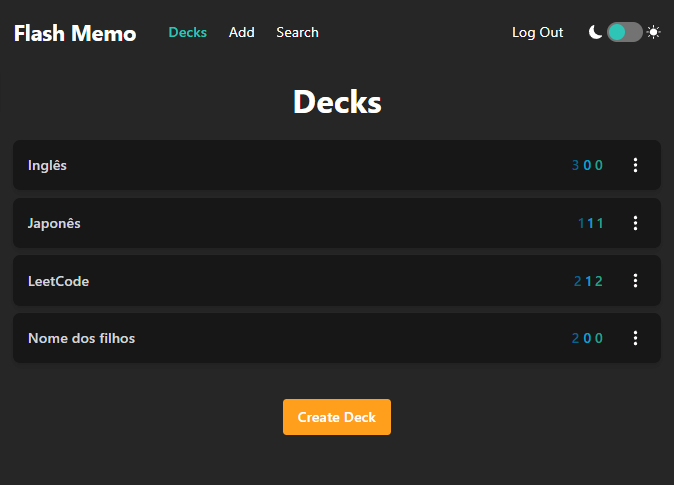 Flash Memo Decks Add Search Log Out
Decks
Inglês 3 0 0
Japonês 1 1 1
LeetCode 2 1 2
Nome dos filhos 2 0 0
Create Deck